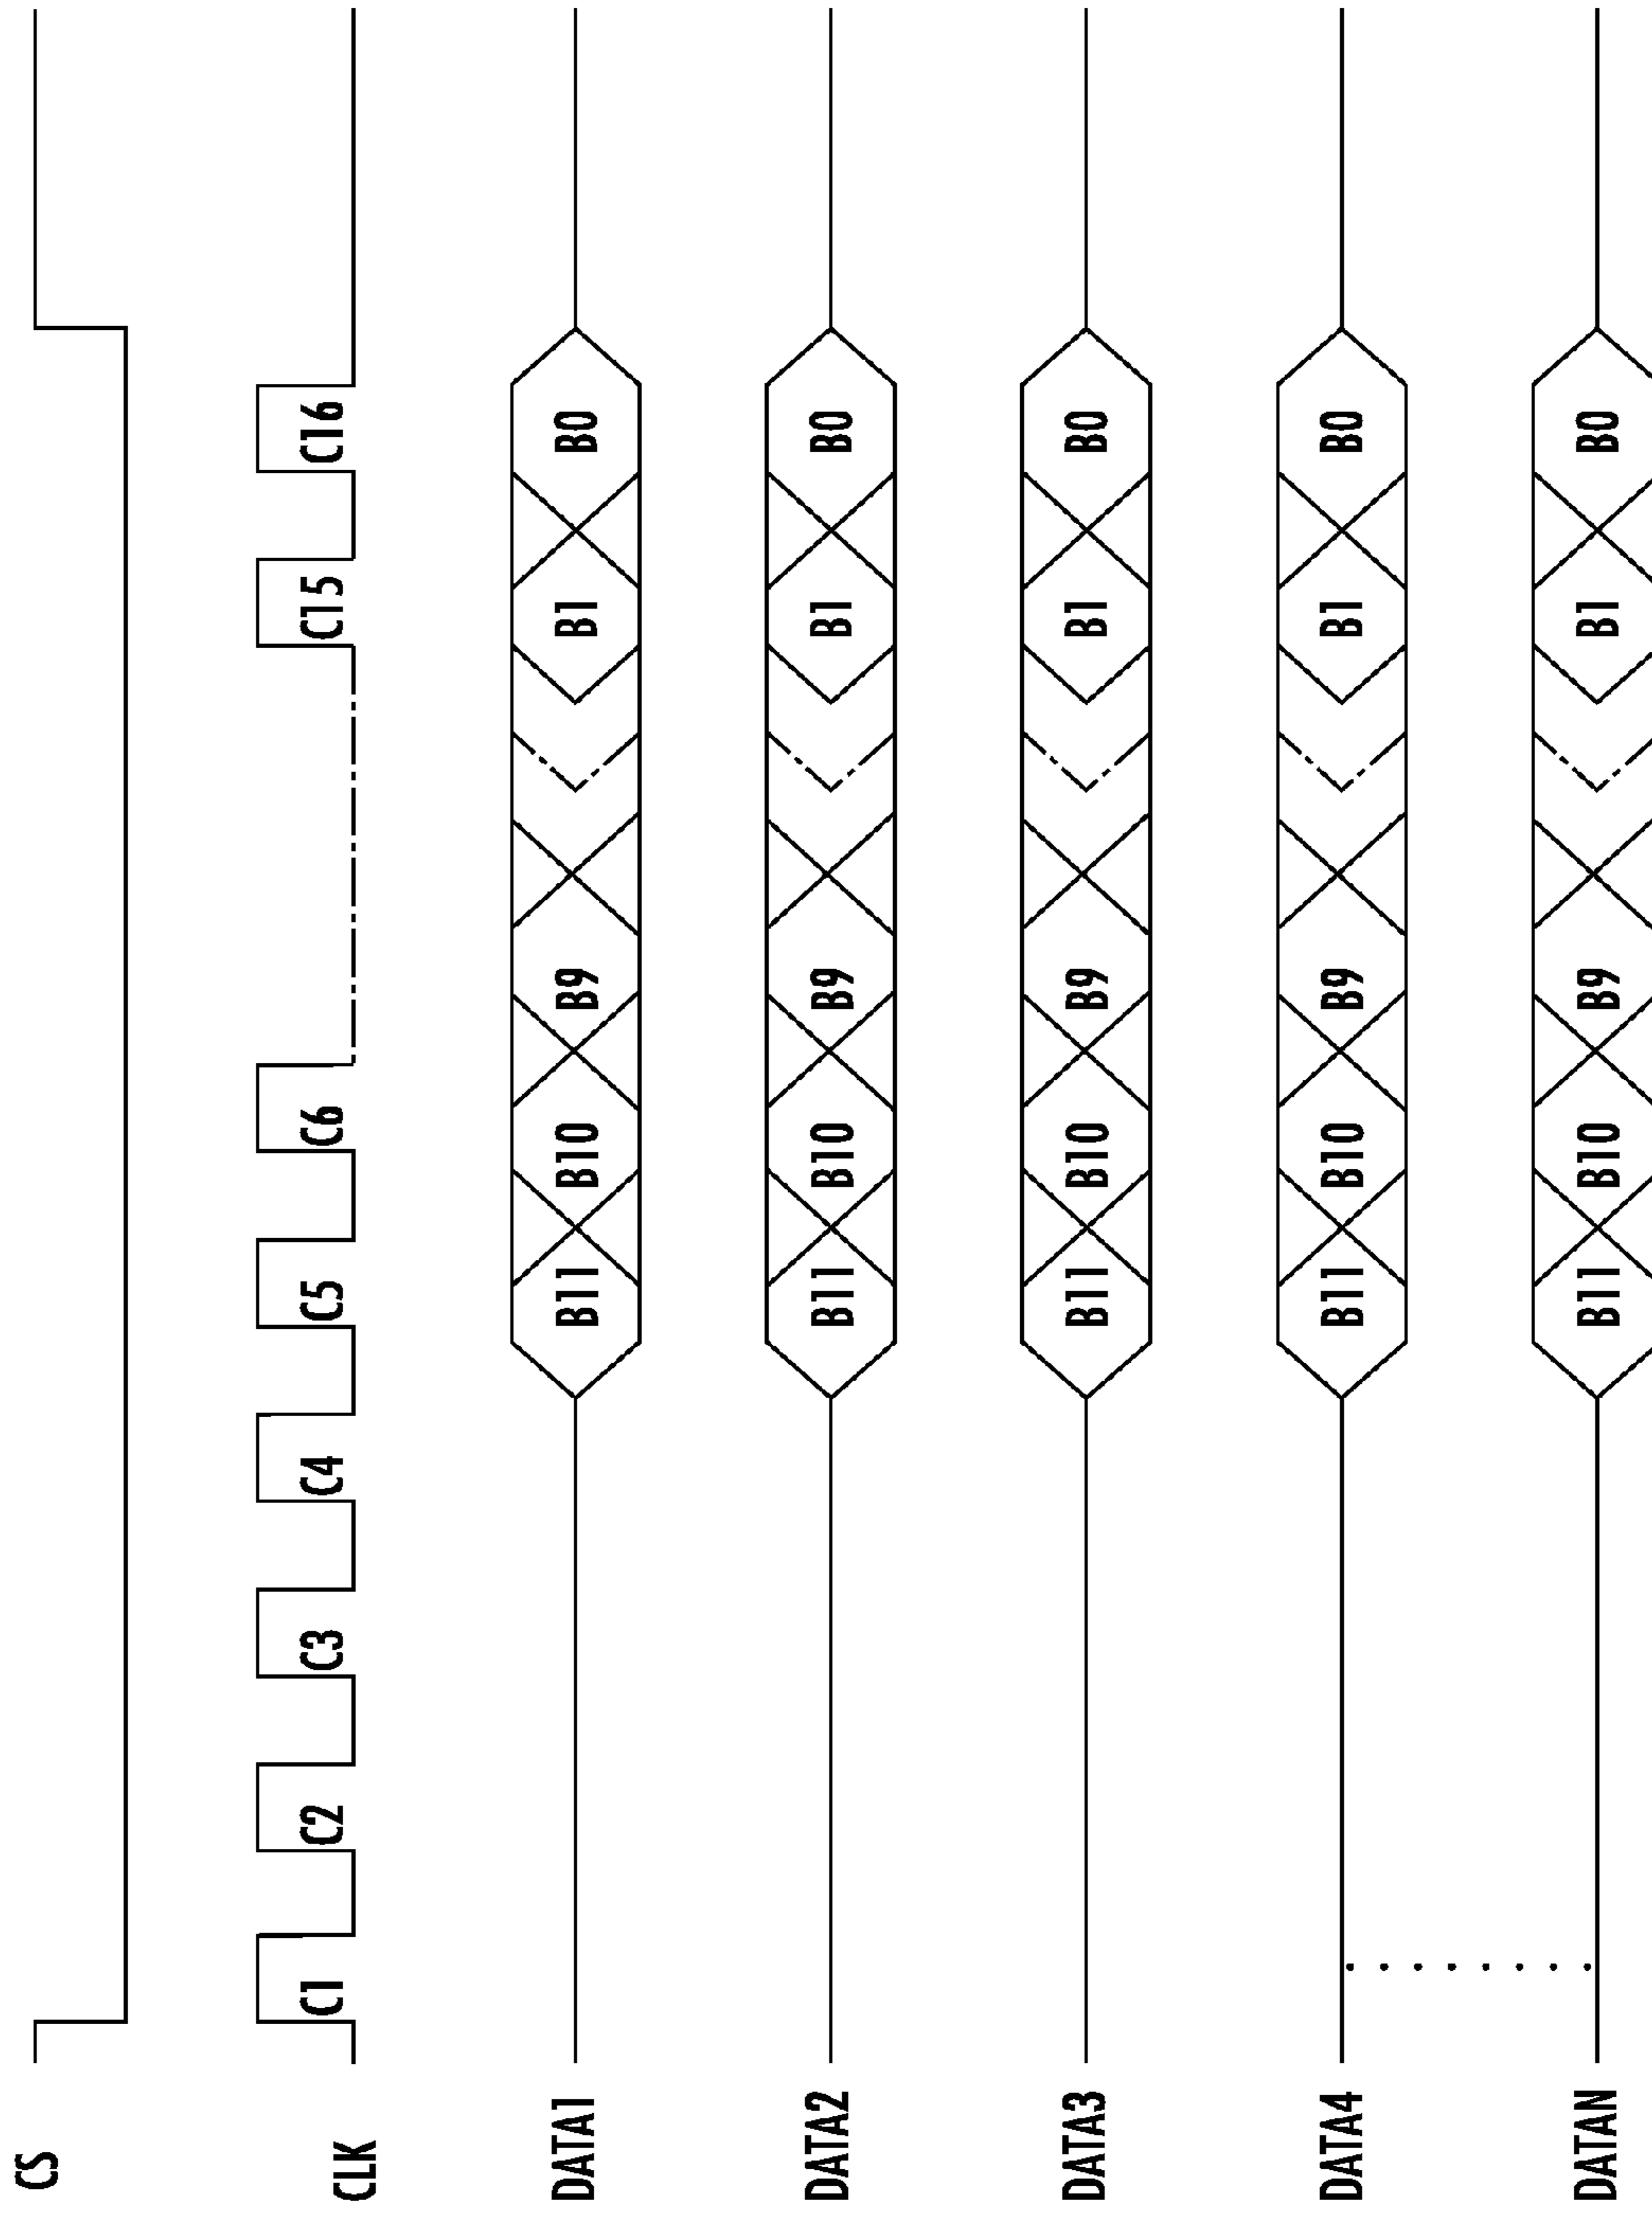 CS
CLK C1 C2 C3 C4 C5 C6 C15 C16
DATA1 B11 B10 B9 B1 B0
DATA2 B11 B10 B9 B1 B0
DATA3 B11 B10 B9 B1 B0
DATA4 B11 B10 B9 B1 B0
DATAN B11 B10 B9 B1 B0